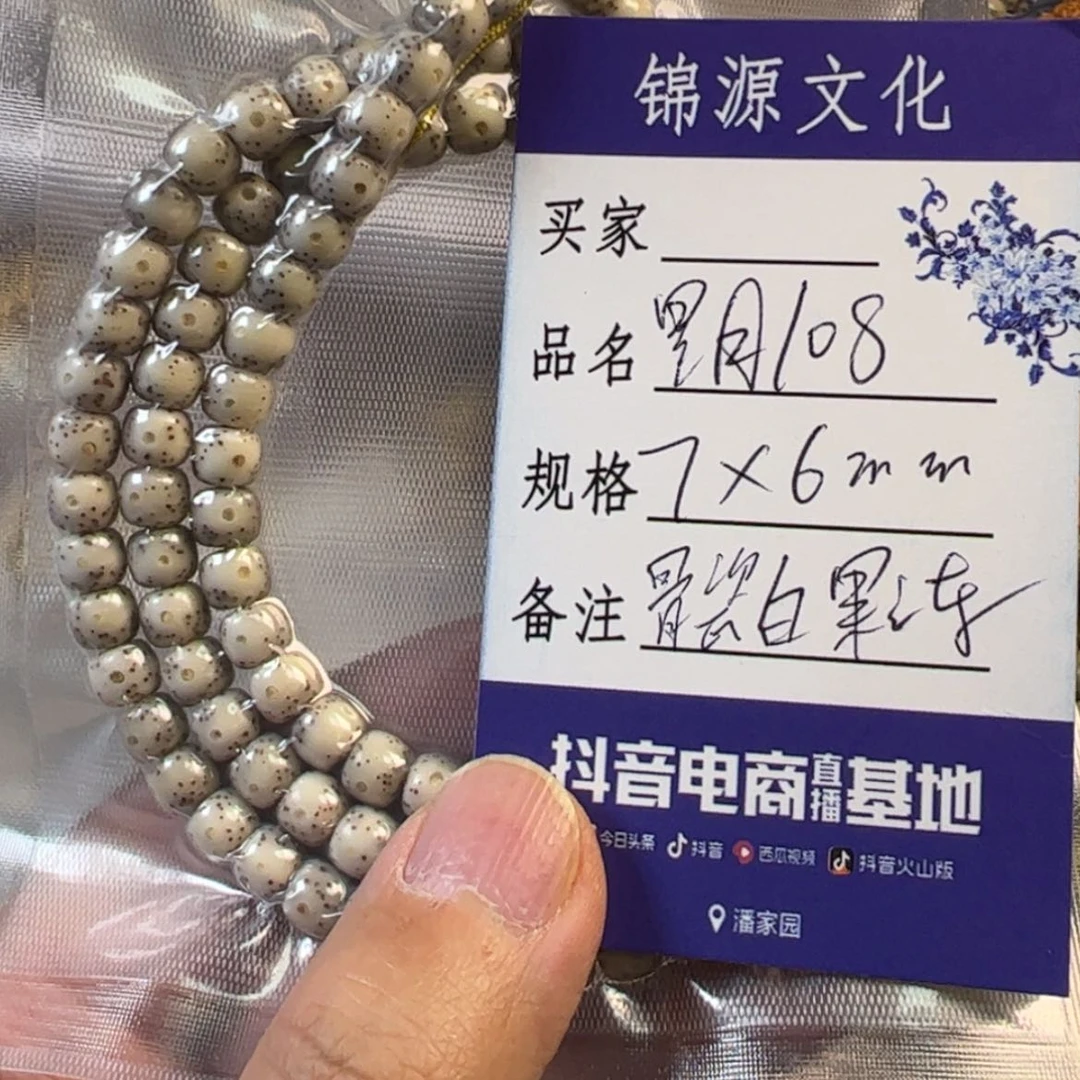 锦源文化
买家
品名 星月108
规格 7×6mm
备注 骨瓷白果冻
抖音电商直播基地
今日头条 抖音 西瓜视频 抖音火山版
潘家园